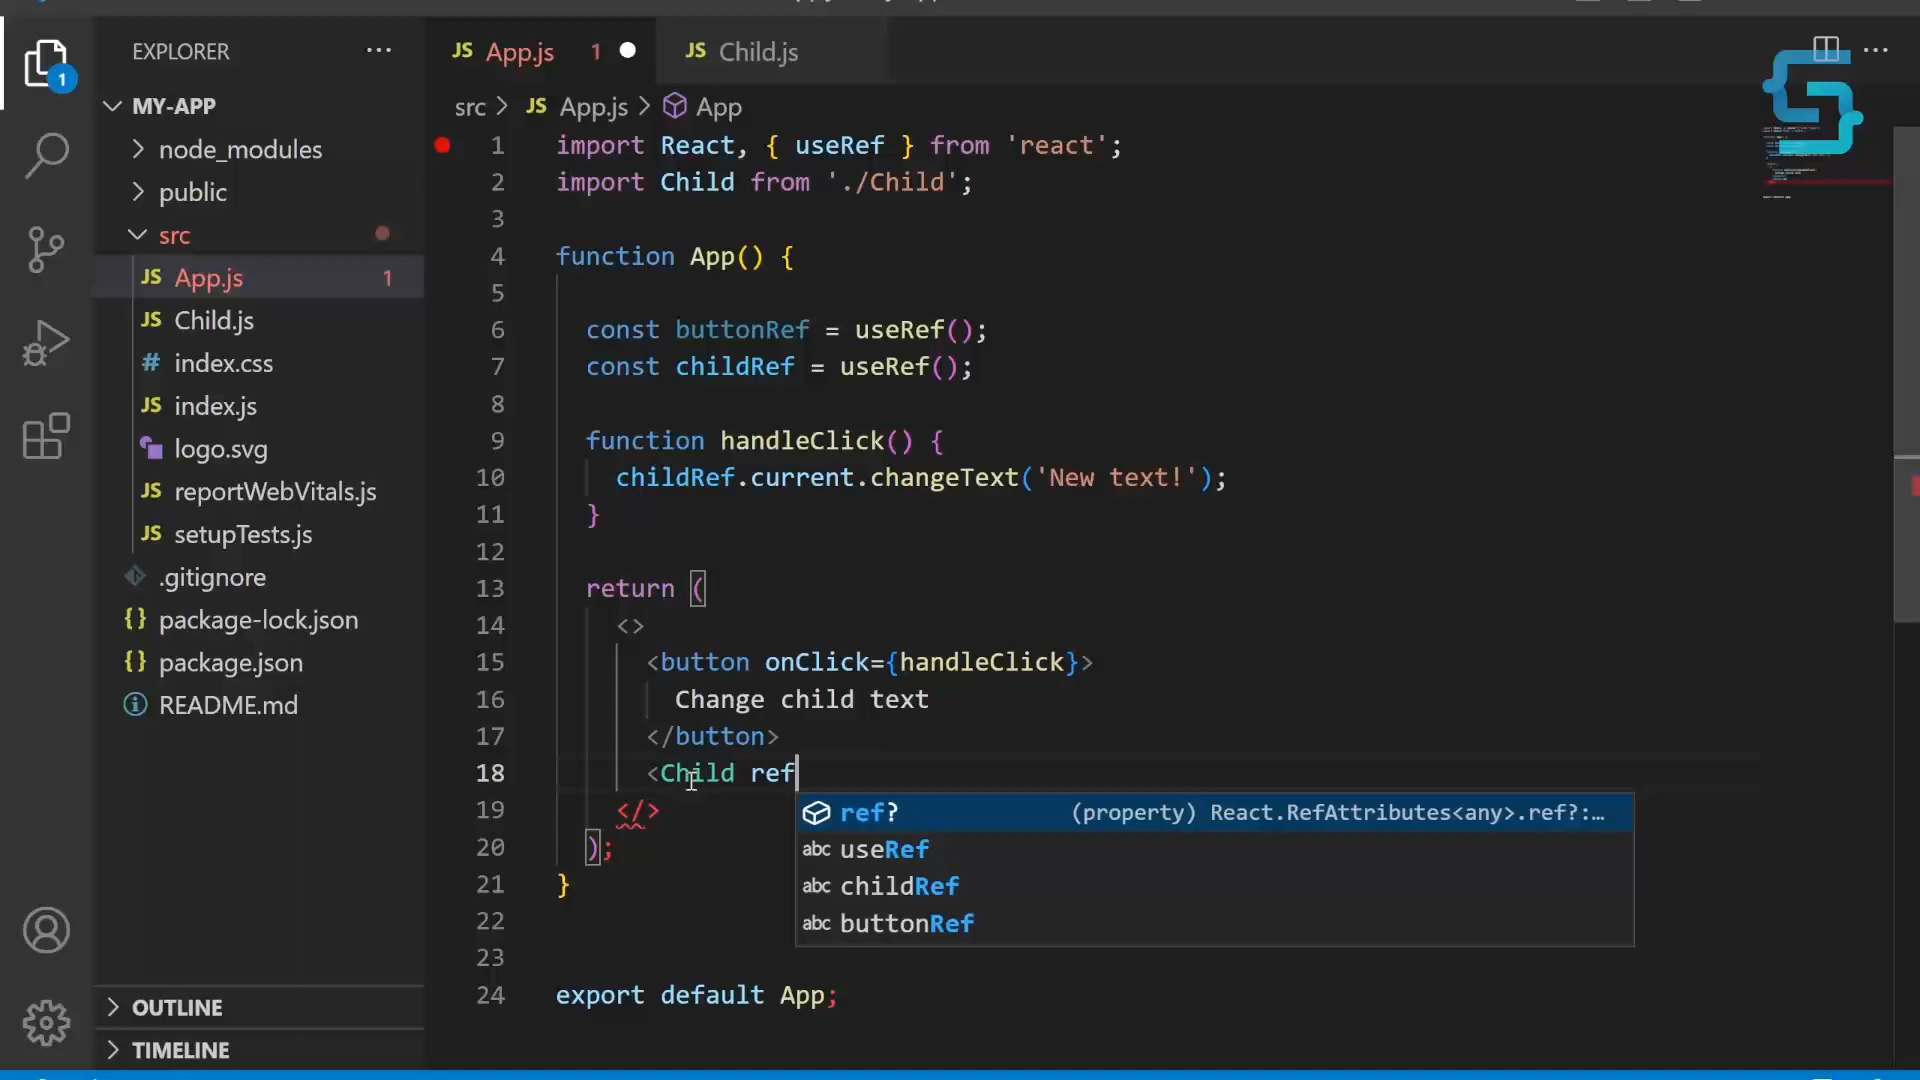 EXPLORER
MY-APP
node_modules
public
src
JS App.js 1
JS Child.js
# index.css
JS index.js
logo.svg
JS reportWebVitals.js
JS setupTests.js
.gitignore
{} package-lock.json
{} package.json
README.md
OUTLINE
TIMELINE
1
JS App.js 1
JS Child.js
src > JS App.js > App
1 import React, { useRef } from 'react';
2 import Child from './Child';
3
4 function App() {
5
6 const buttonRef = useRef();
7 const childRef = useRef();
8
9 function handleClick() {
10 childRef.current.changeText('New text!');
11 }
12
13 return (
14 <>
15 <button onClick={handleClick}>
16 Change child text
17 </button>
18 <Child ref
19 </>
20 );
21 }
22
23
24 export default App;
ref? (property) React.RefAttributes<any>.ref?:...
abc useRef
abc childRef
abc buttonRef